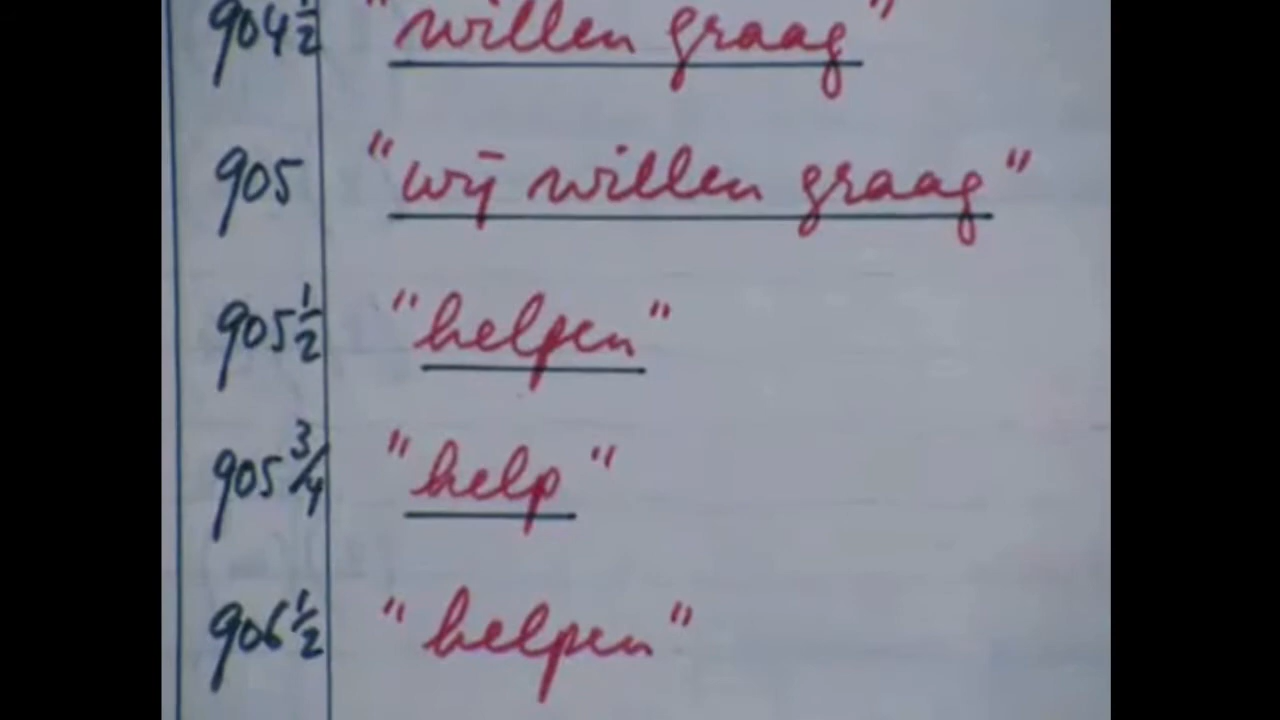 904½ "willen graag"
905 "wij willen graag"
905½ "helpen"
905¾ "help"
906½ "helpen"